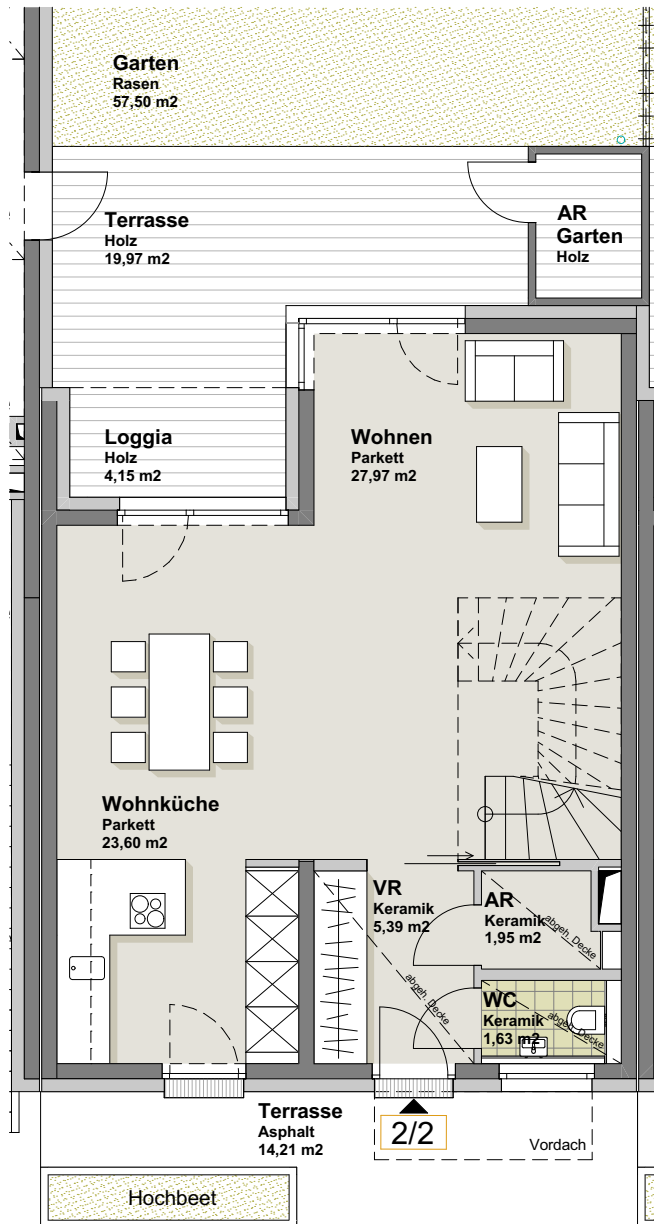 Garten
Rasen
57,50 m2
Terrasse
Holz
19,97 m2
AR
Garten
Holz
Loggia
Holz
4,15 m2
Wohnen
Parkett
27,97 m2
Wohnküche
Parkett
23,60 m2
VR
Keramik
5,39 m2
abgeh. Decke
AR
Keramik
1,95 m2
abgeh. Decke
WC
Keramik
1,63 m2
abgeh. Decke
Terrasse
Asphalt
14,21 m2
2/2
Vordach
Hochbeet